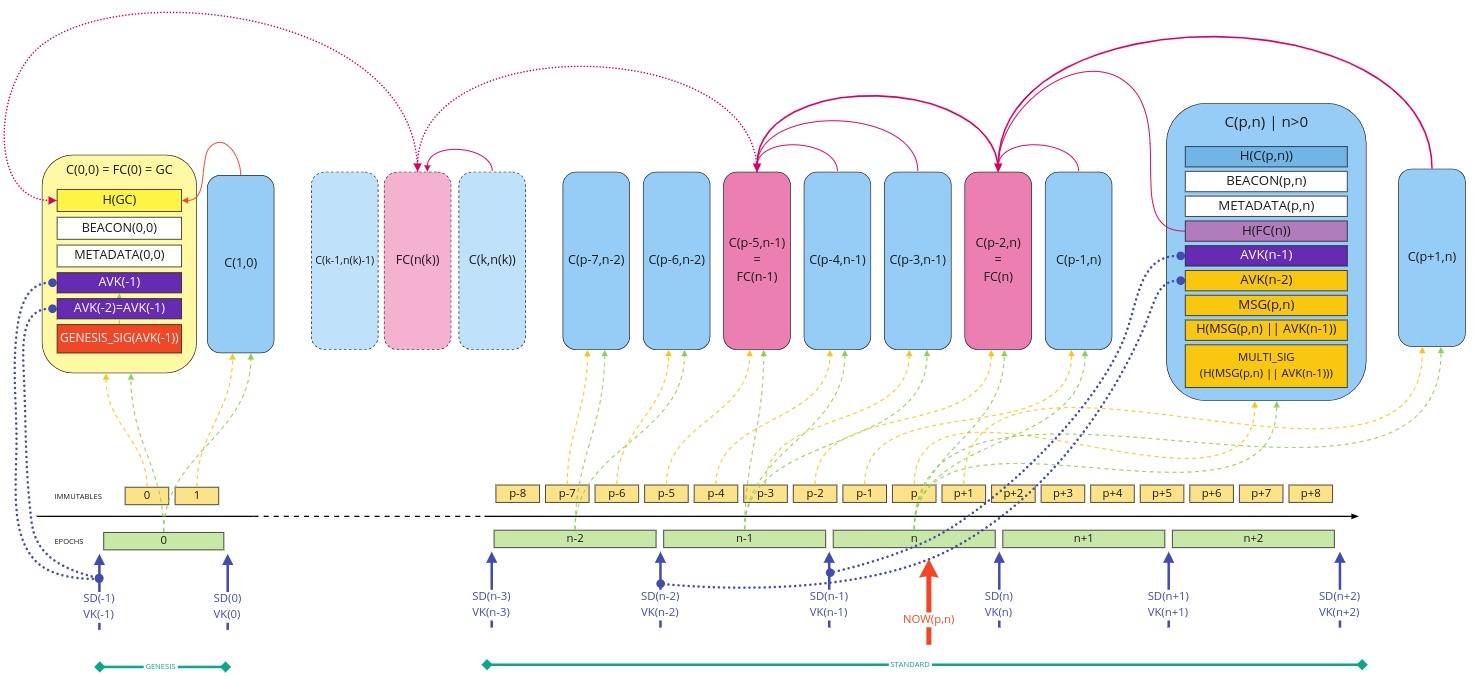 C(0,0) = FC(0) = GC
H(GC)
BEACON(0,0)
METADATA(0,0)
AVK(-1)
AVK(-2)=AVK(-1)
GENESIS_SIG(AVK(-1))
C(1,0)
C(k-1,n(k)-1)
FC(n(k))
C(k,n(k))
C(p-7,n-2)
C(p-6,n-2)
C(p-5,n-1)
=
FC(n-1)
C(p-4,n-1)
C(p-3,n-1)
C(p-2,n)
=
FC(n)
C(p-1,n)
C(p,n) | n>0
H(C(p,n))
BEACON(p,n)
METADATA(p,n)
H(FC(n))
AVK(n-1)
AVK(n-2)
MSG(p,n)
H(MSG(p,n) || AVK(n-1))
MULTI_SIG
(H(MSG(p,n) || AVK(n-1)))
C(p+1,n)
IMMUTABLES
0
1
p-8
p-7
p-6
p-5
p-4
p-3
p-2
p-1
p
p+1
p+2
p+3
p+4
p+5
p+6
p+7
p+8
EPOCHS
0
n-2
n-1
n
n+1
n+2
SD(-1)
VK(-1)
SD(0)
VK(0)
SD(n-3)
VK(n-3)
SD(n-2)
VK(n-2)
SD(n-1)
VK(n-1)
NOW(p,n)
SD(n)
VK(n)
SD(n+1)
VK(n+1)
SD(n+2)
VK(n+2)
GENESIS
STANDARD